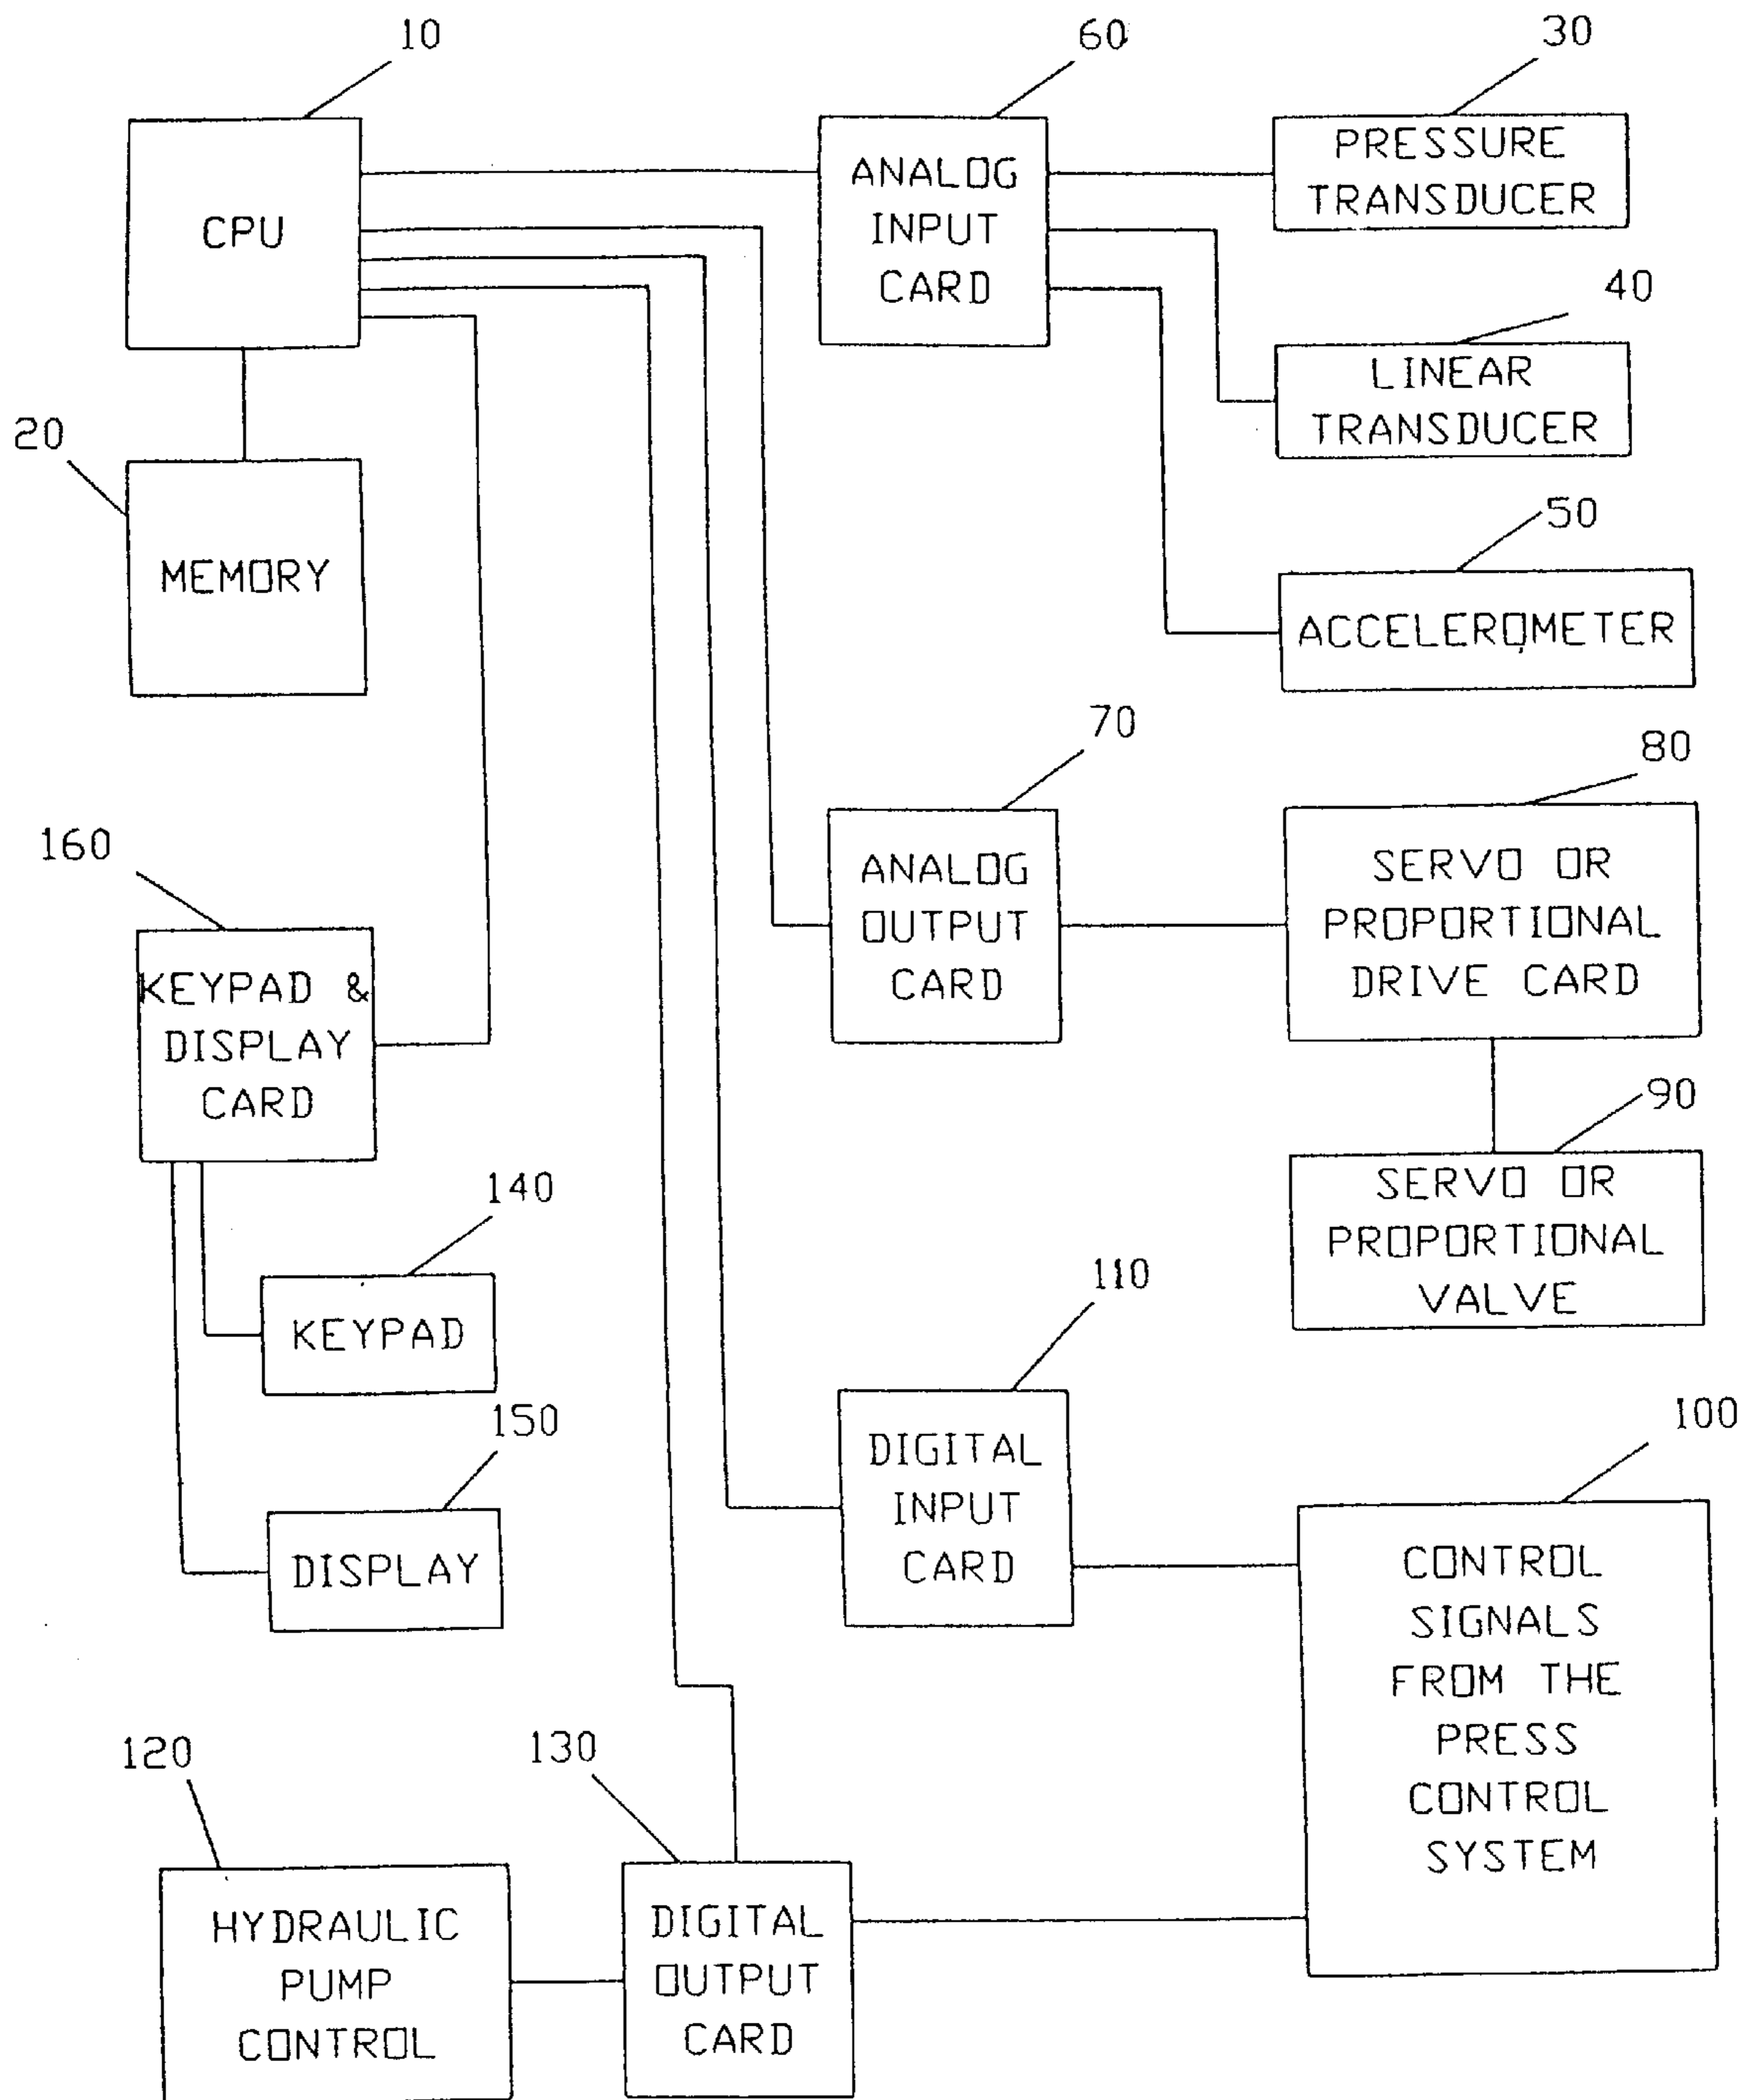 10
60
30
CPU
ANALOG
INPUT
CARD
PRESSURE
TRANSDUCER
40
LINEAR
TRANSDUCER
20
MEMORY
50
ACCELEROMETER
70
80
160
ANALOG
OUTPUT
CARD
SERVO OR
PROPORTIONAL
DRIVE CARD
KEYPAD &
DISPLAY
CARD
90
SERVO OR
PROPORTIONAL
VALVE
140
KEYPAD
110
150
DISPLAY
DIGITAL
INPUT
CARD
100
CONTROL
SIGNALS
FROM THE
PRESS
CONTROL
SYSTEM
120
130
HYDRAULIC
PUMP
CONTROL
DIGITAL
OUTPUT
CARD